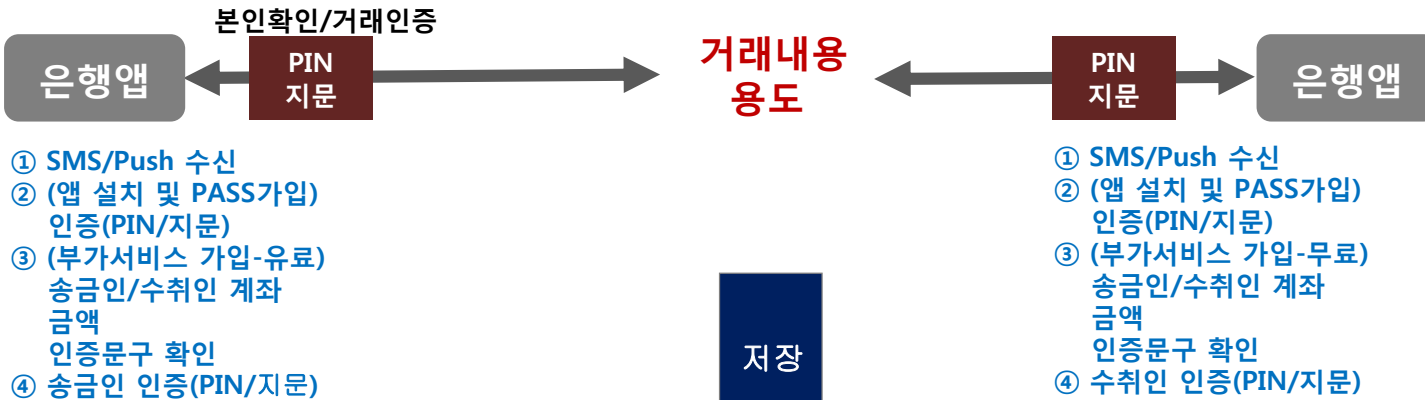 본인확인/거래인증
은행앱
PIN
지문
거래내용
용도
PIN
지문
은행앱
① SMS/Push 수신
② (앱 설치 및 PASS가입)
인증(PIN/지문)
③ (부가서비스 가입-유료)
송금인/수취인 계좌
금액
인증문구 확인
④ 송금인 인증(PIN/지문)
저장
① SMS/Push 수신
② (앱 설치 및 PASS가입)
인증(PIN/지문)
③ (부가서비스 가입-무료)
송금인/수취인 계좌
금액
인증문구 확인
④ 수취인 인증(PIN/지문)